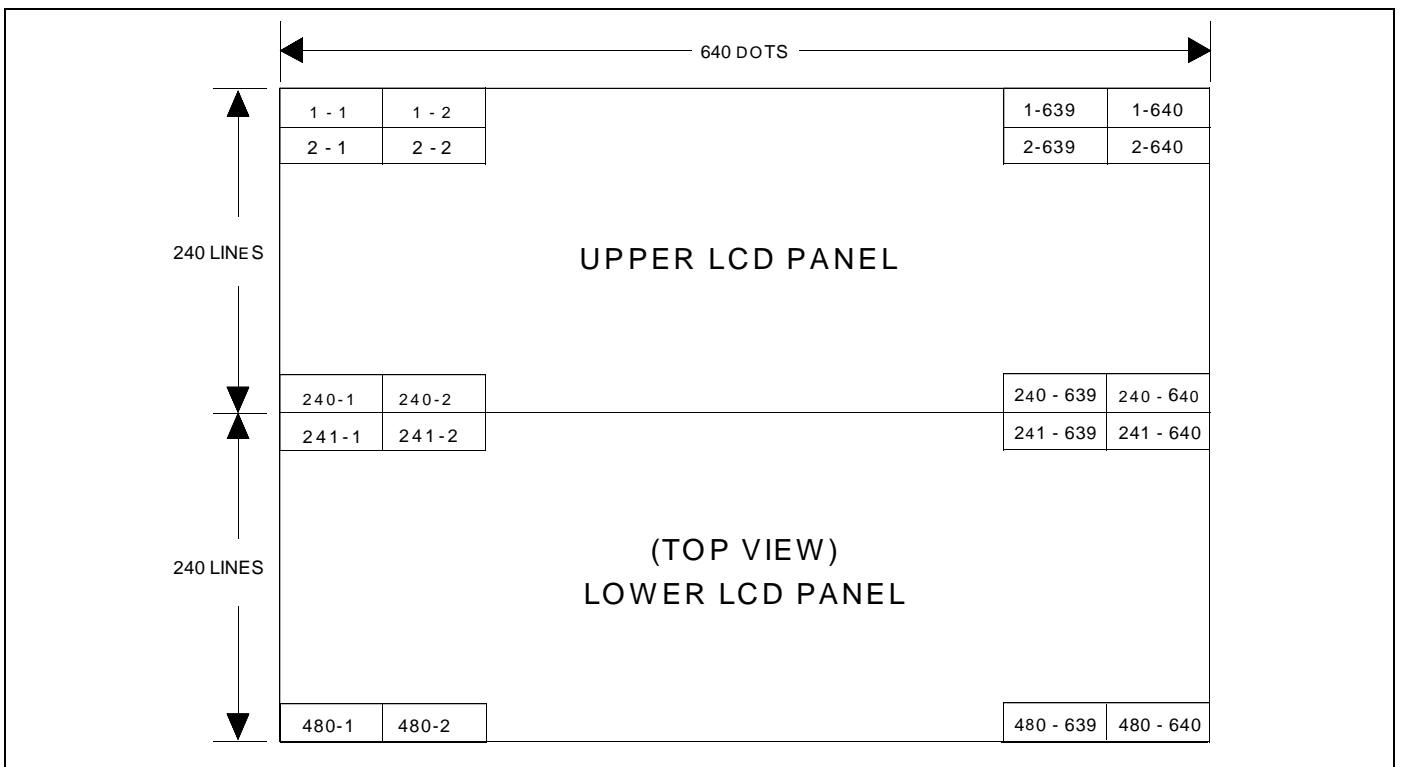 640 DOTS
1 - 1 1 - 2 1-639 1-640
2 - 1 2 - 2 2-639 2-640
240 LINES
UPPER LCD PANEL
240-1 240-2 240 - 639 240 - 640
241-1 241-2 241 - 639 241 - 640
(TOP VIEW)
240 LINES
LOWER LCD PANEL
480-1 480-2 480 - 639 480 - 640